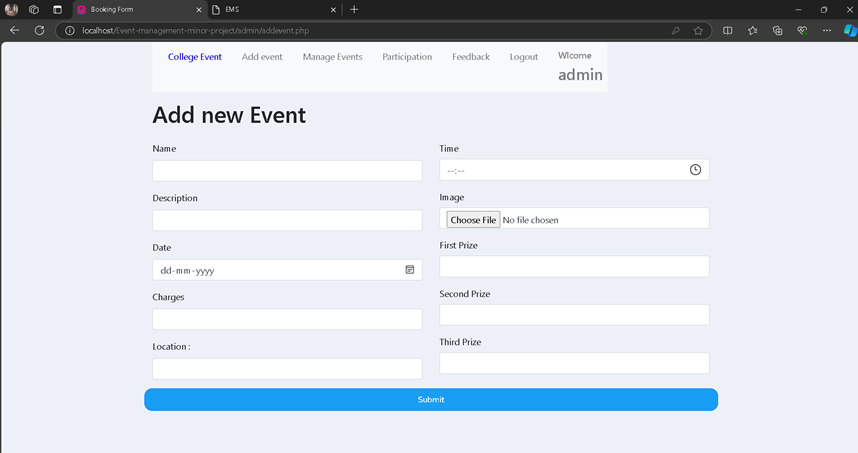 Booking Form
EMS
localhost/Event-management-minor-project/admin/addevent.php
College Event Add event Manage Events Participation Feedback Logout Wlcome
admin
Add new Event
Name
Description
Date
dd-mm-yyyy
Charges
Location :
Time
--:--
Image
Choose File No file chosen
First Prize
Second Prize
Third Prize
Submit